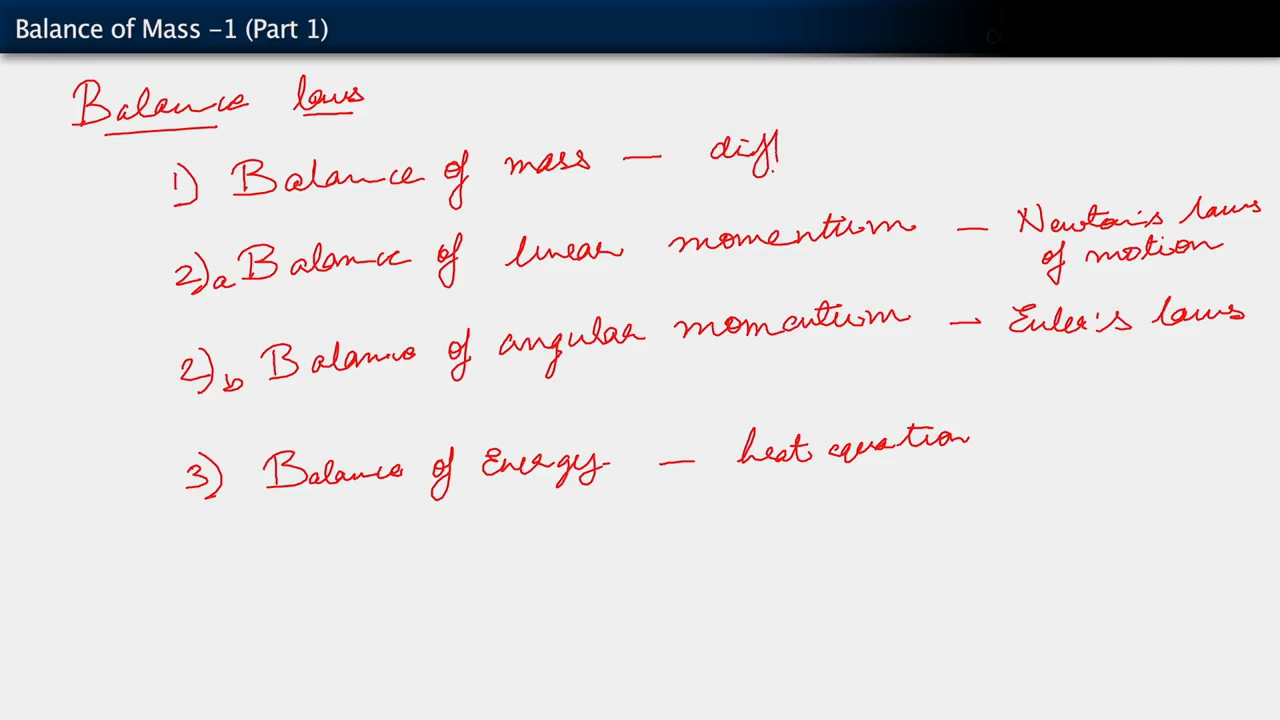 Balance of Mass -1 (Part 1)
Balance laws
1) Balance of mass — diff
2)a Balance of linear momentum — Newton's laws
of motion
2)b Balance of angular momentum — Euler's laws
3) Balance of Energy — heat equation